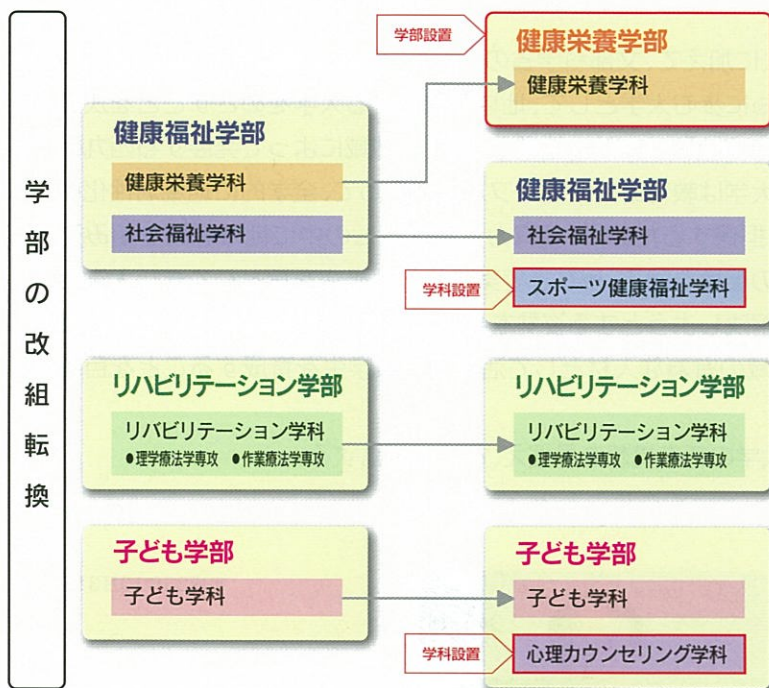 学部の改組転換
健康福祉学部
健康栄養学科
社会福祉学科
リハビリテーション学部
リバビリテーション学科
●理学療法学専攻 ●作業療法学専攻
子ども学部
子ども学科
学部設置
健康栄養学部
健康栄養学科
健康福祉学部
社会福祉学科
学科設置
スポーツ健康福祉学科
リハビリテーション学部
リバビリテーション学科
●理学療法学専攻 ●作業療法学専攻
子ども学部
子ども学科
学科設置
心理カウンセリング学科